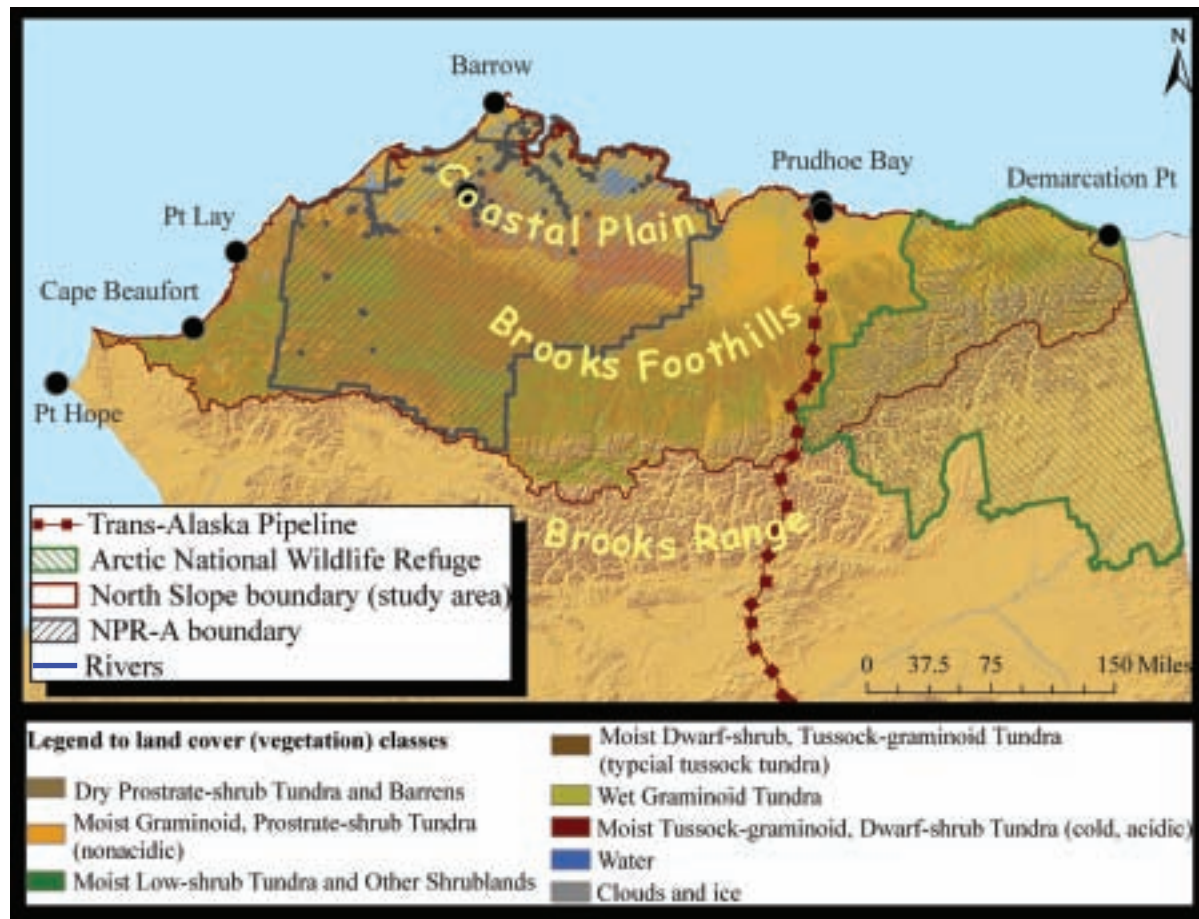 N
Barrow
Prudhoe Bay
Demarcation Pt
Pt Lay
Coastal Plain
Cape Beaufort
Brooks Foothills
Pt Hope
Brooks Range
Trans-Alaska Pipeline
Arctic National Wildlife Refuge
North Slope boundary (study area)
NPR-A boundary
Rivers
0 37.5 75 150 Miles
Legend to land cover (vegetation) classes
Dry Prostrate-shrub Tundra and Barrens
Moist Graminoid, Prostrate-shrub Tundra
(nonacidic)
Moist Low-shrub Tundra and Other Shrublands
Moist Dwarf-shrub, Tussock-graminoid Tundra
(typcial tussock tundra)
Wet Graminoid Tundra
Moist Tussock-graminoid, Dwarf-shrub Tundra (cold, acidic)
Water
Clouds and ice